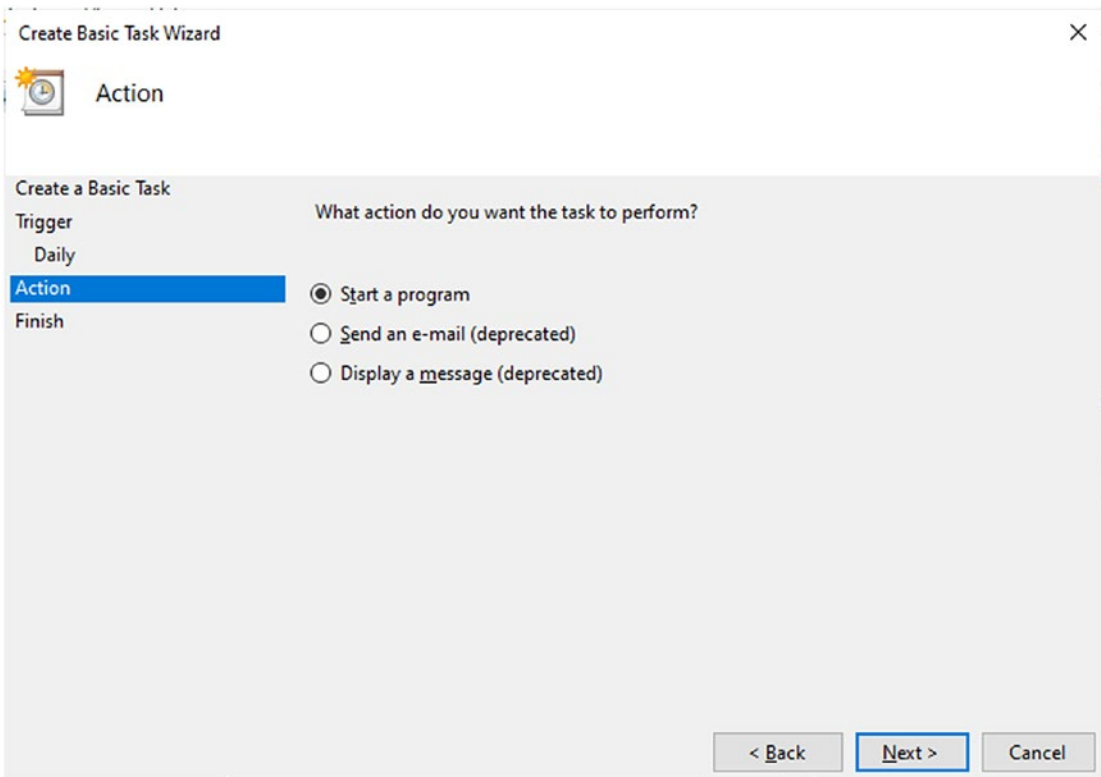 Create Basic Task Wizard
Action
Create a Basic Task
Trigger
Daily
Action
Finish
What action do you want the task to perform?
Start a program
Send an e-mail (deprecated)
Display a message (deprecated)
< Back
Next >
Cancel